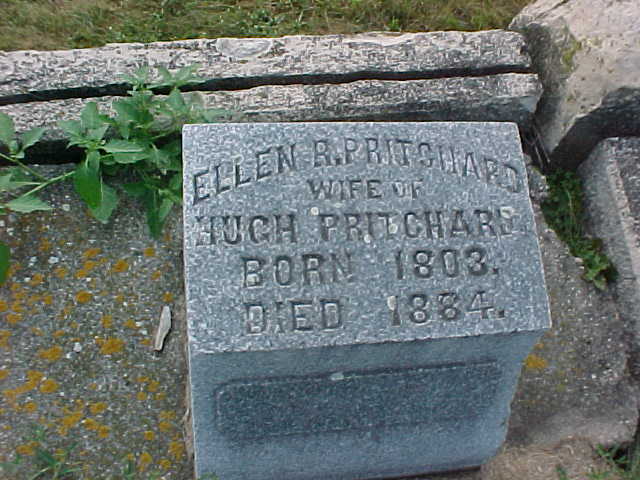 ELLEN R. PRITCHARD
WIFE OF
HUGH PRITCHARD.
BORN 1803.
DIED 1884.